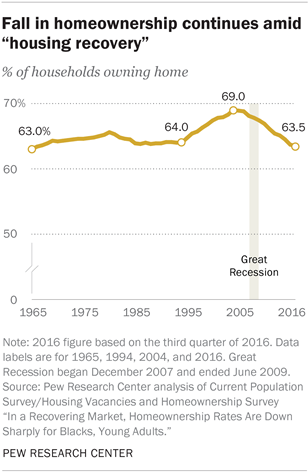 Fall in homeownership continues amid
“housing recovery”
% of households owning home
70%
69.0
63.0%
64.0
63.5
60
50
Great
Recession
0
1965 1975 1985 1995 2005 2016
Note: 2016 figure based on the third quarter of 2016. Data
labels are for 1965, 1994, 2004, and 2016. Great
Recession began December 2007 and ended June 2009.
Source: Pew Research Center analysis of Current Population
Survey/Housing Vacancies and Homeownership Survey
“In a Recovering Market, Homeownership Rates Are Down
Sharply for Blacks, Young Adults.”
PEW RESEARCH CENTER